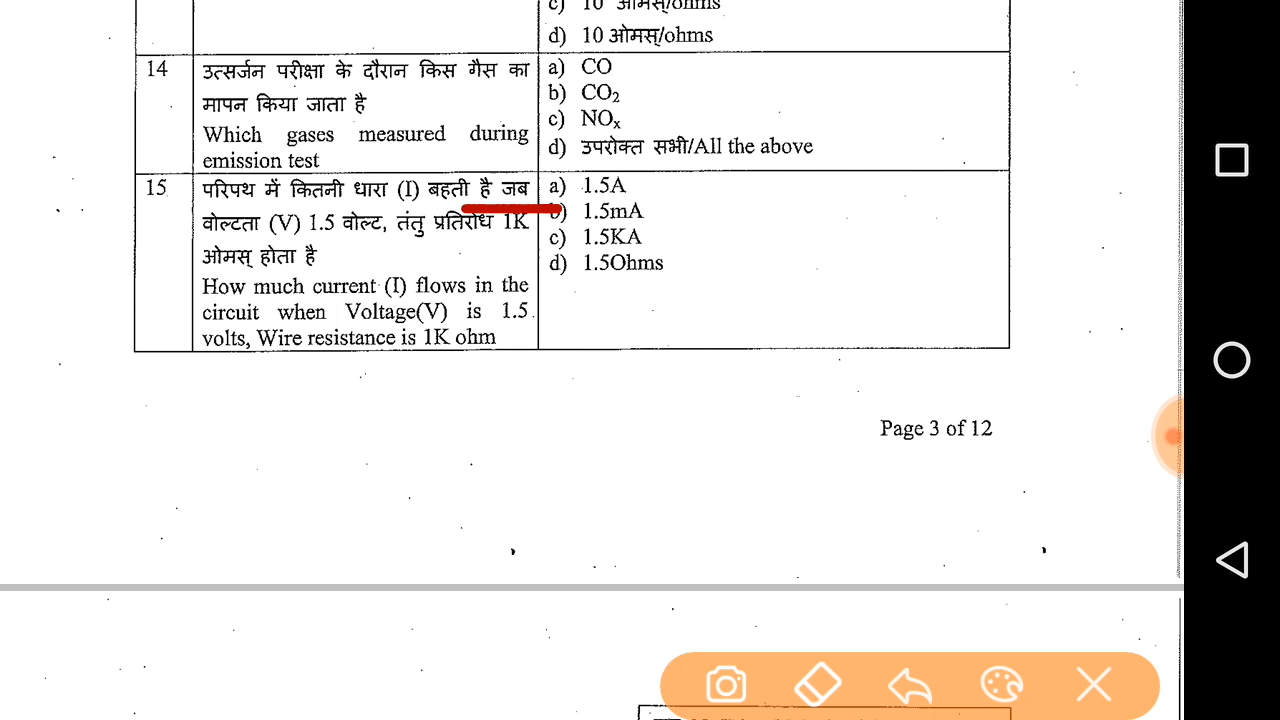 c) 10 ओमस्/ohms
d) 10 ओमस्/ohms
14
उत्सर्जन परीक्षा के दौरान किस गैस का
मापन किया जाता है
Which gases measured during
emission test
a) CO
b) CO₂
c) NOₓ
d) उपरोक्त सभी/All the above
15
परिपथ में कितनी धारा (I) बहती है जब
वोल्टता (V) 1.5 वोल्ट, तंतु प्रतिरोध 1K
ओमस् होता है
How much current (I) flows in the
circuit when Voltage(V) is 1.5
volts, Wire resistance is 1K ohm
a) 1.5A
b) 1.5mA
c) 1.5KA
d) 1.5Ohms
Page 3 of 12